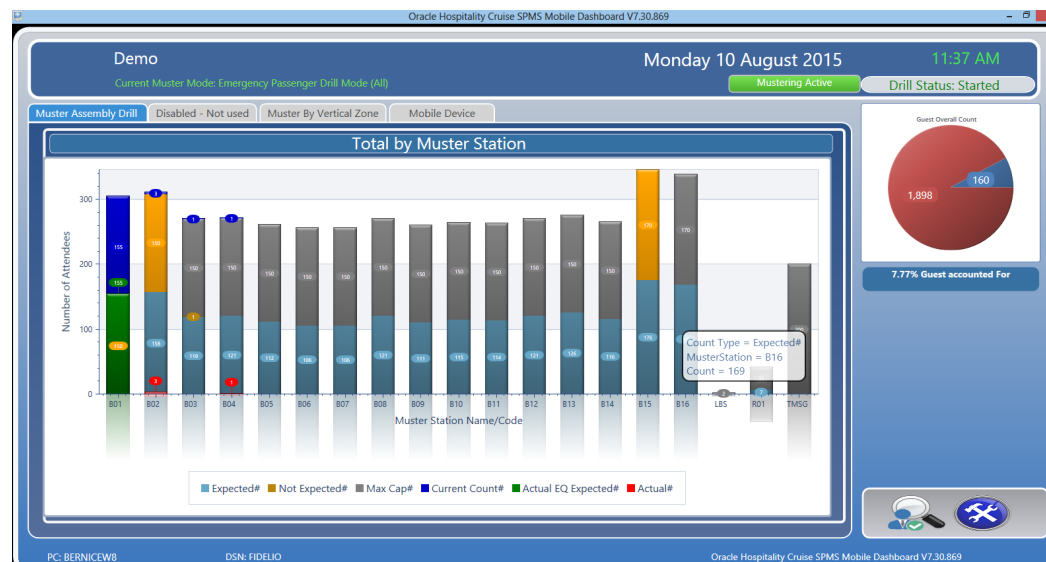 Oracle Hospitality Cruise SPMS Mobile Dashboard V7.30.869
Demo
Monday 10 August 2015
11:37 AM
Current Muster Mode: Emergency Passenger Drill Mode (All)
Mustering Active
Drill Status: Started
Muster Assembly Drill
Disabled - Not used
Muster By Vertical Zone
Mobile Device
Total by Muster Station
Guest Overall Count
1,898
160
7.77% Guest accounted For
Number of Attendees
300
200
100
0
3
1
1
155
150
150
150
150
150
150
150
150
150
150
150
150
150
170
170
155
150
158
1
118
121
112
106
106
121
111
115
114
121
126
116
176
3
1
2
7
Count Type = Expected#
MusterStation = B16
Count = 169
B01 B02 B03 B04 B05 B06 B07 B08 B09 B10 B11 B12 B13 B14 B15 B16 LBS R01 TMSG
Muster Station Name/Code
Expected# Not Expected# Max Cap# Current Count# Actual EQ Expected# Actual#
PC: BERNICEW8
DSN: FIDELIO
Oracle Hospitality Cruise SPMS Mobile Dashboard V7.30.869